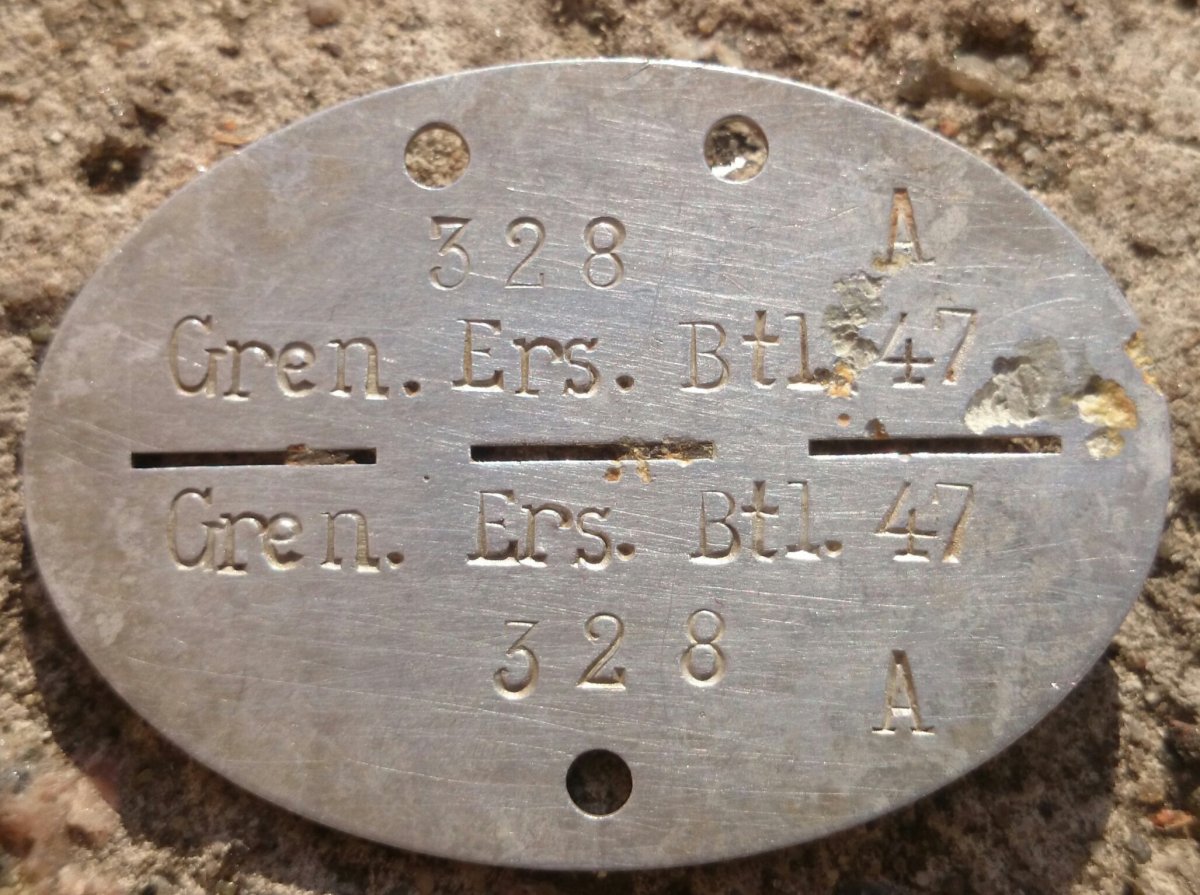 A
328
Gren. Ers. Btl. 47
Gren. Ers. Btl. 47
328
A